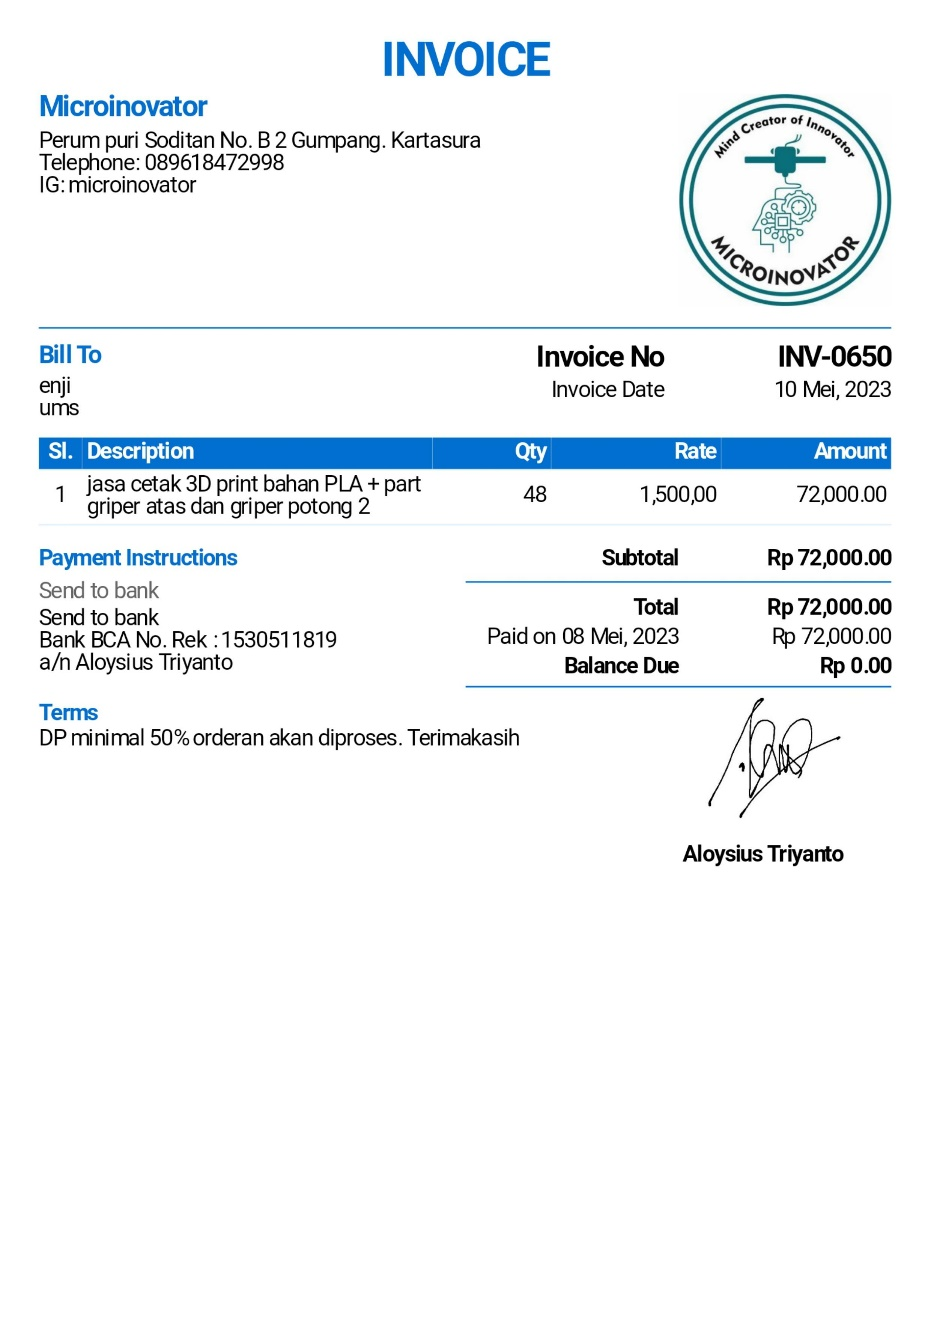 INVOICE
Microinovator
Perum puri Soditan No. B 2 Gumpang. Kartasura
Telephone: 089618472998
IG: microinovator
Mind Creator of Innovator
MICROINOVATOR
Bill To
enji
ums
Invoice No INV-0650
Invoice Date 10 Mei, 2023
Sl. Description Qty Rate Amount
1 jasa cetak 3D print bahan PLA + part griper atas dan griper potong 2 48 1,500,00 72,000.00
Payment Instructions
Send to bank
Send to bank
Bank BCA No. Rek : 1530511819
a/n Aloysius Triyanto
Subtotal Rp 72,000.00
Total Rp 72,000.00
Paid on 08 Mei, 2023 Rp 72,000.00
Balance Due Rp 0.00
Terms
DP minimal 50% orderan akan diproses. Terimakasih
Aloysius Triyanto